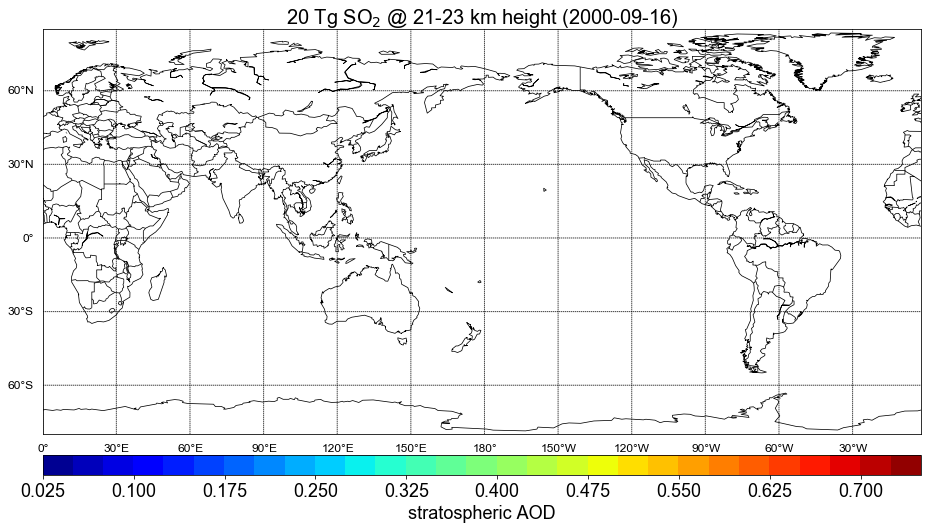 20 Tg SO₂ @ 21-23 km height (2000-09-16)
60°N
30°N
0°
30°S
60°S
0° 30°E 60°E 90°E 120°E 150°E 180° 150°W 120°W 90°W 60°W 30°W
0.025 0.100 0.175 0.250 0.325 0.400 0.475 0.550 0.625 0.700
stratospheric AOD